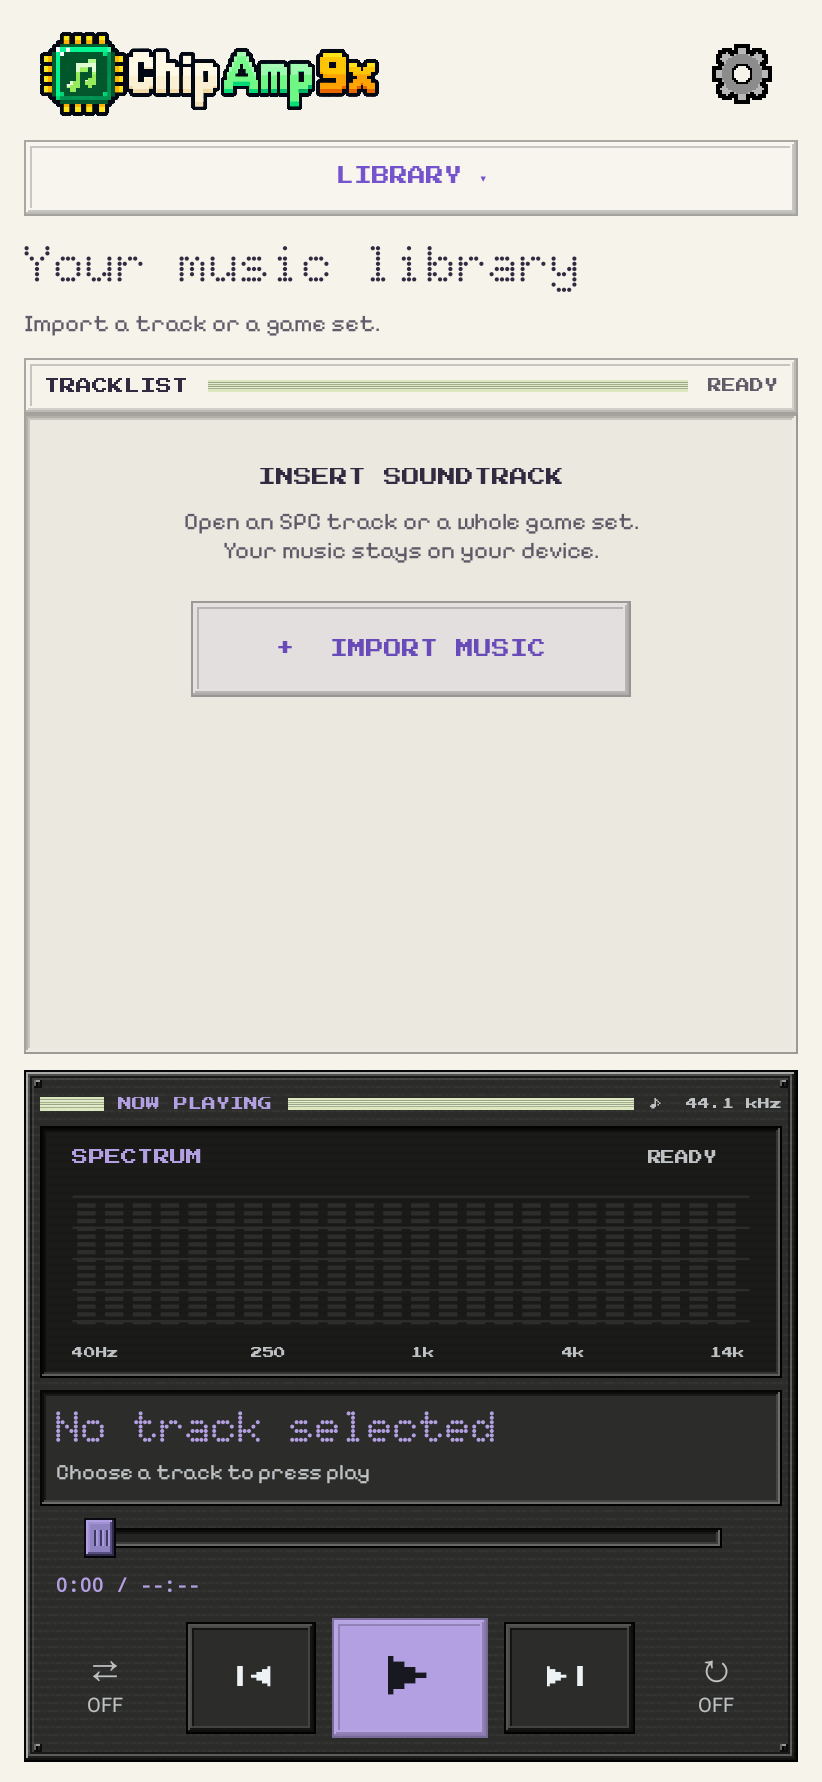 ChipAmp9x
LIBRARY ▾
Your music library
Import a track or a game set.
TRACKLIST READY
INSERT SOUNDTRACK
Open an SPC track or a whole game set.
Your music stays on your device.
+ IMPORT MUSIC
NOW PLAYING ♪ 44.1 kHz
SPECTRUM READY
40Hz 250 1k 4k 14k
No track selected
Choose a track to press play
0:00 / --:--
OFF OFF